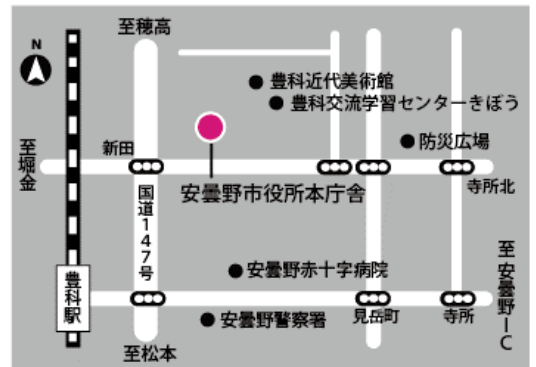 至穂高
N
豊科近代美術館
豊科交流学習センターきぼう
防災広場
新田
至堀金
安曇野市役所本庁舎
寺所北
国道147号
至安曇野IC
安曇野赤十字病院
豊科駅
安曇野警察署
見岳町
寺所
至松本